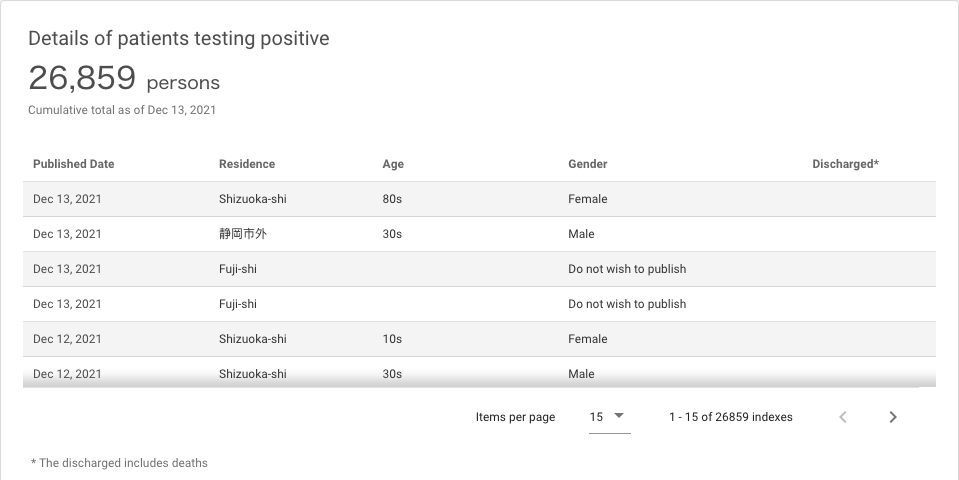 Details of patients testing positive
26,859 persons
Cumulative total as of Dec 13, 2021
Published Date Residence Age Gender Discharged*
Dec 13, 2021 Shizuoka-shi 80s Female
Dec 13, 2021 静岡市外 30s Male
Dec 13, 2021 Fuji-shi Do not wish to publish
Dec 13, 2021 Fuji-shi Do not wish to publish
Dec 12, 2021 Shizuoka-shi 10s Female
Dec 12, 2021 Shizuoka-shi 30s Male
Items per page 15 1 - 15 of 26859 indexes
* The discharged includes deaths